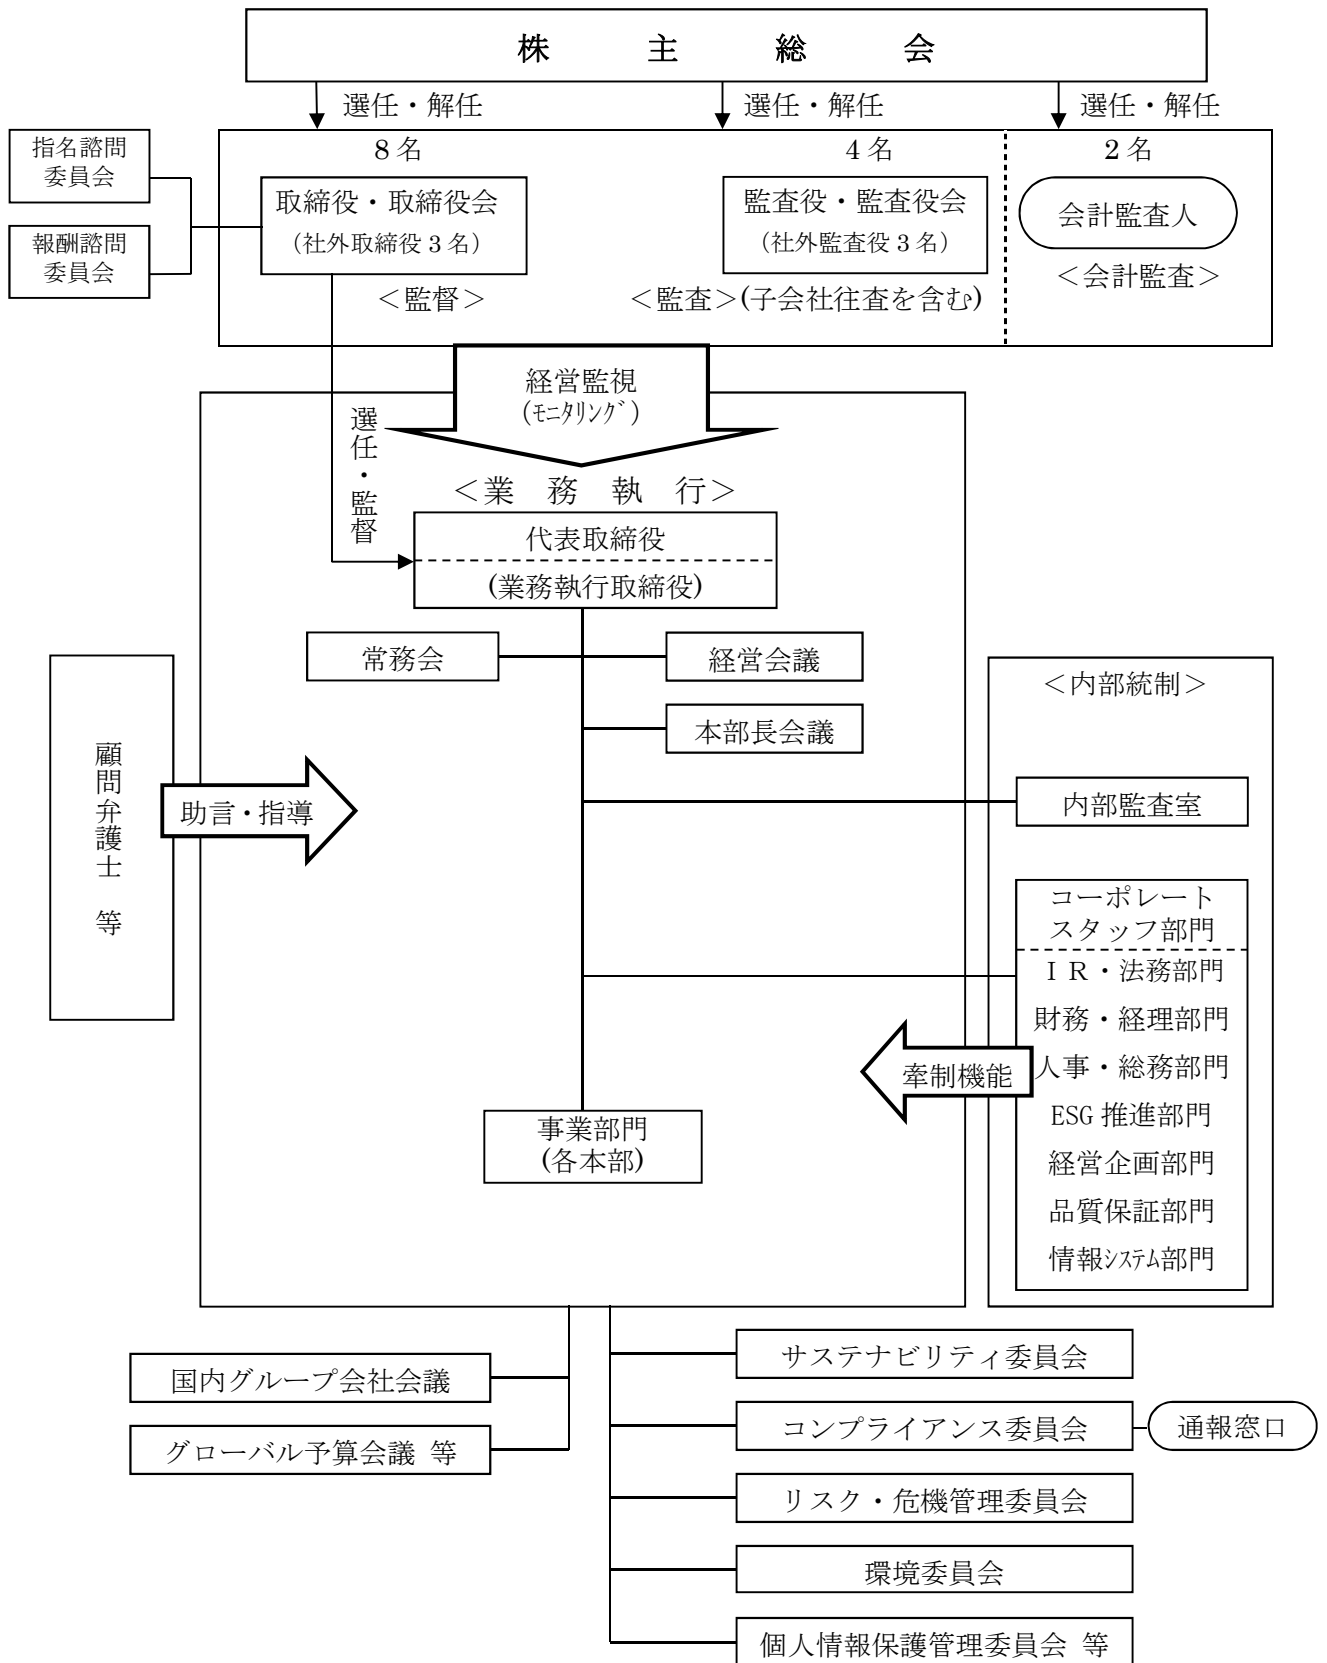 株主総会
選任・解任
選任・解任
選任・解任
指名諮問
委員会
報酬諮問
委員会
8名
取締役・取締役会
(社外取締役3名)
＜監督＞
4名
監査役・監査役会
(社外監査役3名)
＜監査＞(子会社往査を含む)
2名
会計監査人
＜会計監査＞
経営監視
(ﾓﾆﾀﾘﾝｸﾞ)
選任・監督
＜業務執行＞
代表取締役
(業務執行取締役)
常務会
経営会議
本部長会議
顧問弁護士 等
助言・指導
＜内部統制＞
内部監査室
コーポレート
スタッフ部門
ＩＲ・法務部門
財務・経理部門
人事・総務部門
ESG推進部門
経営企画部門
品質保証部門
情報ｼｽﾃﾑ部門
牽制機能
事業部門
(各本部)
国内グループ会社会議
グローバル予算会議 等
サステナビリティ委員会
コンプライアンス委員会
通報窓口
リスク・危機管理委員会
環境委員会
個人情報保護管理委員会 等